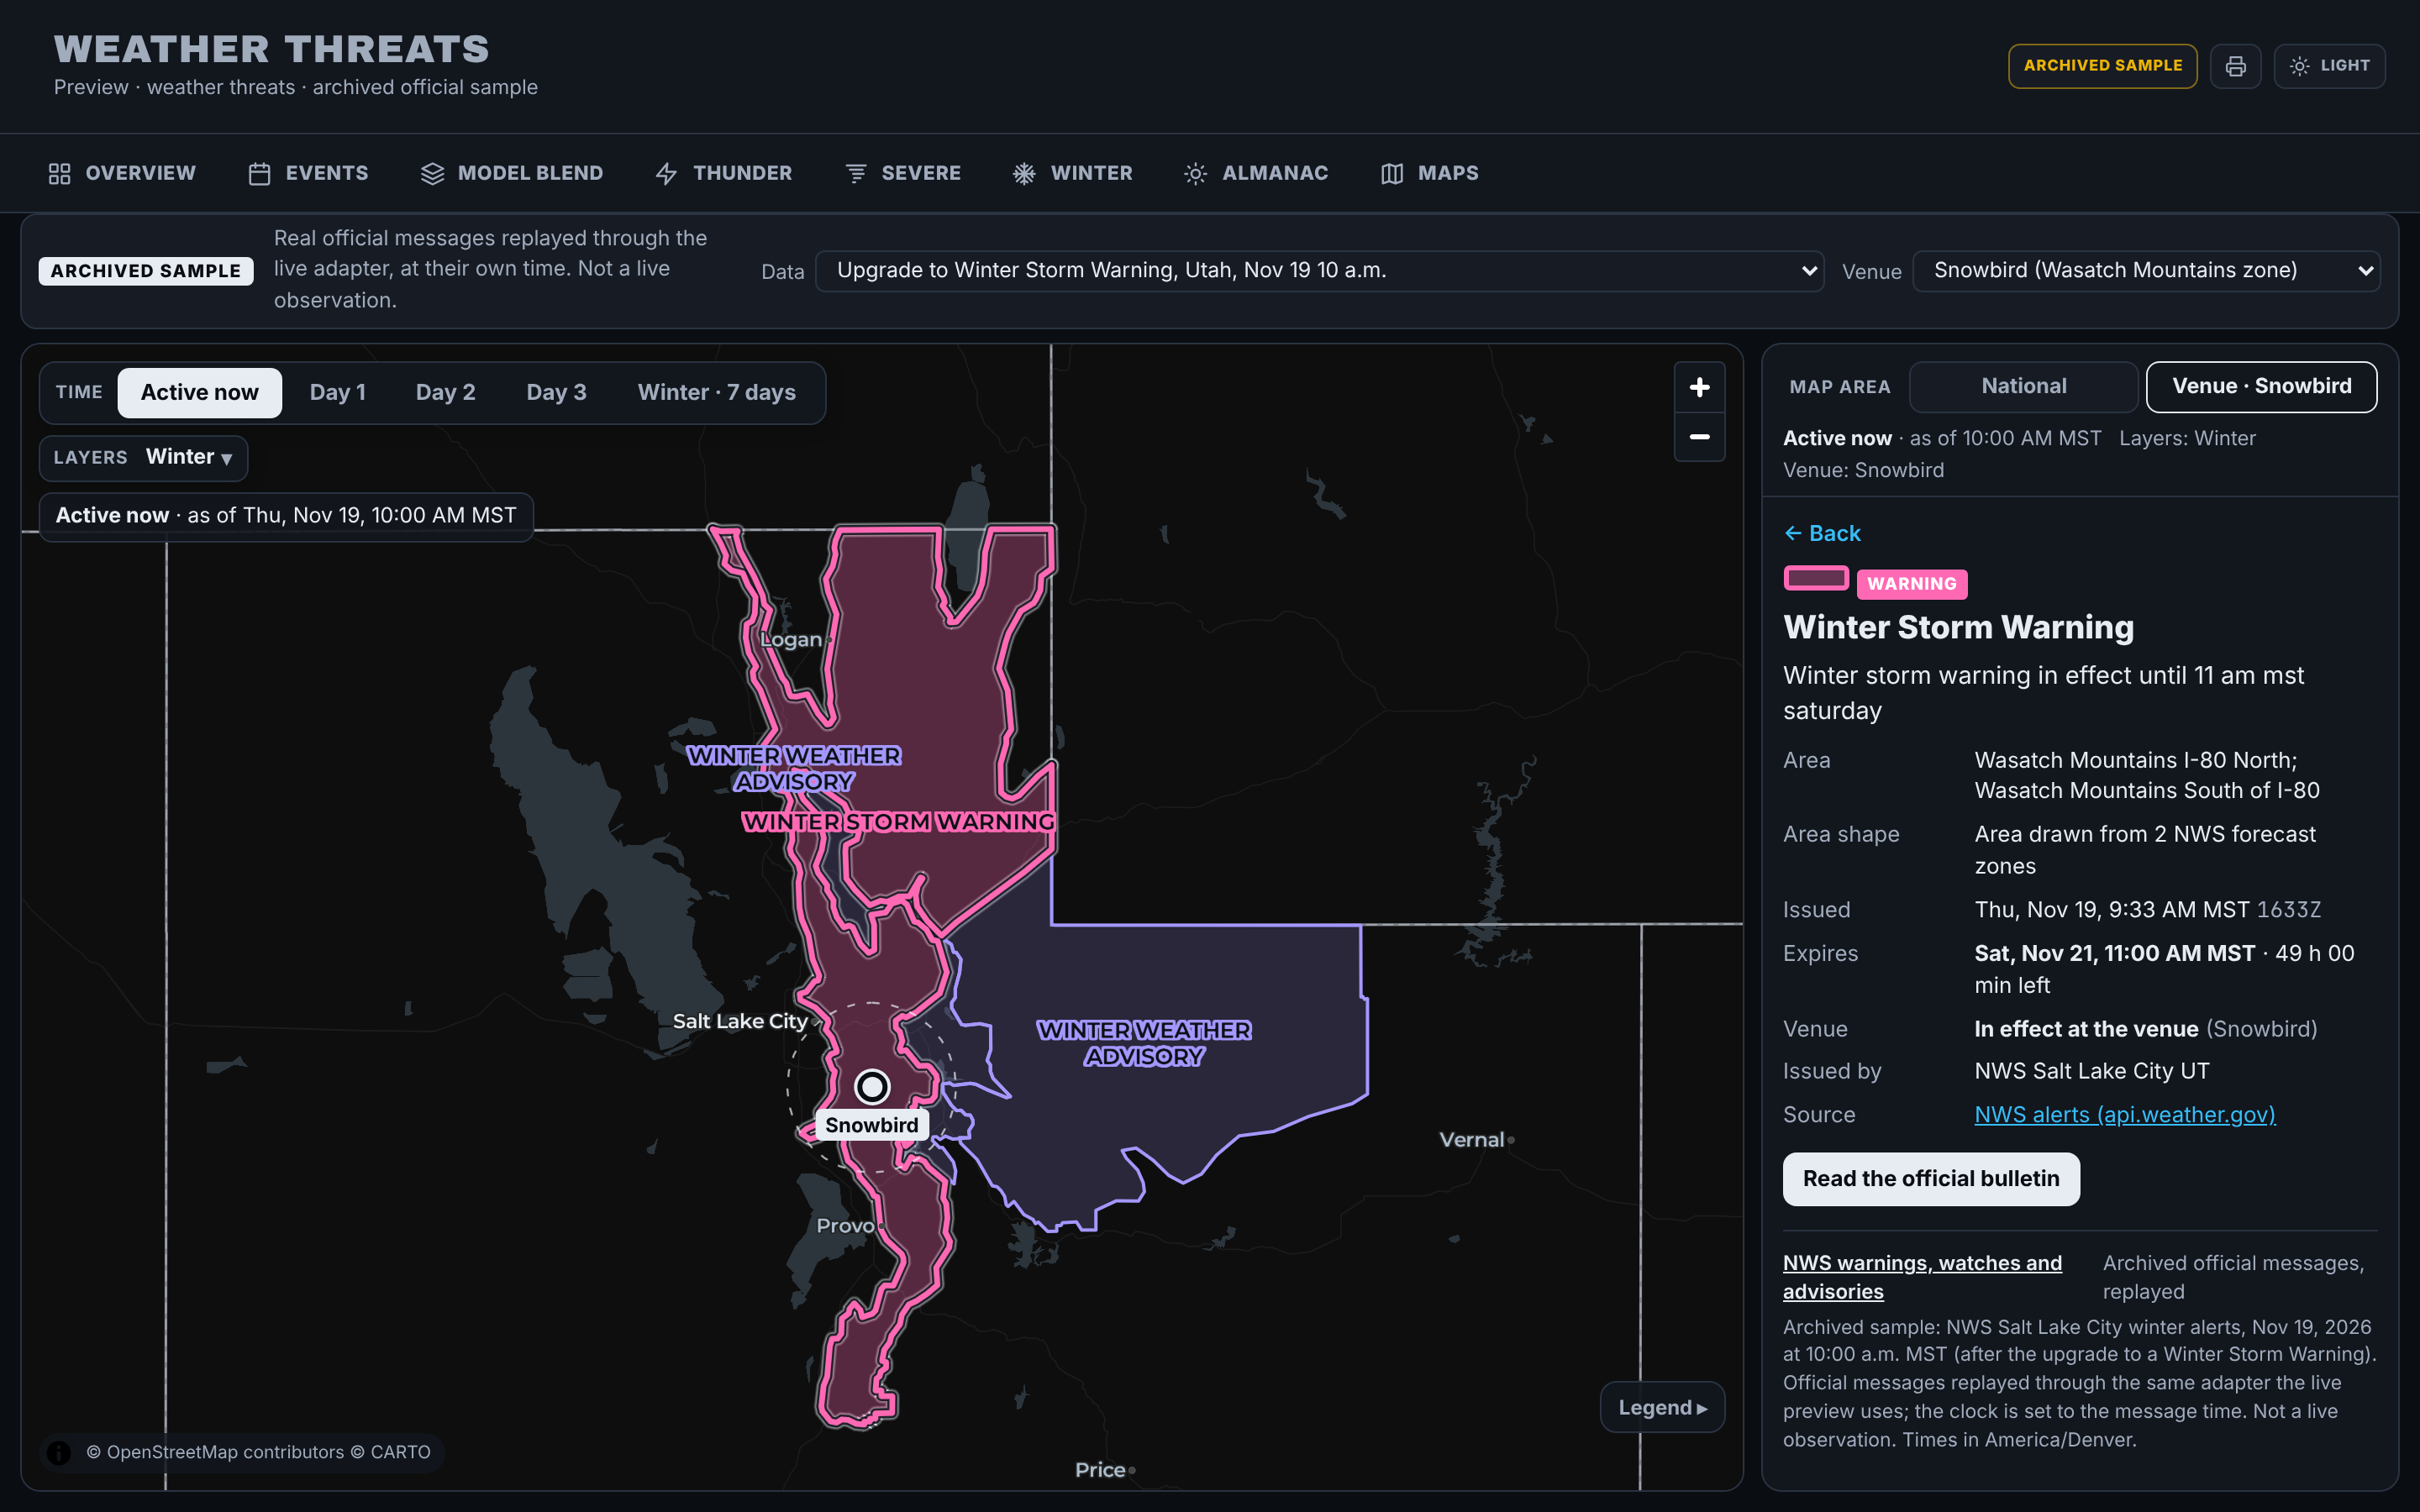 WEATHER THREATS
Preview · weather threats · archived official sample
ARCHIVED SAMPLE
LIGHT
OVERVIEW
EVENTS
MODEL BLEND
THUNDER
SEVERE
WINTER
ALMANAC
MAPS
ARCHIVED SAMPLE
Real official messages replayed through the
live adapter, at their own time. Not a live
observation.
Data
Upgrade to Winter Storm Warning, Utah, Nov 19 10 a.m.
Venue
Snowbird (Wasatch Mountains zone)
TIME
Active now
Day 1
Day 2
Day 3
Winter · 7 days
LAYERS Winter ▾
Active now · as of Thu, Nov 19, 10:00 AM MST
+
−
Logan
WINTER WEATHER
ADVISORY
WINTER STORM WARNING
Salt Lake City
WINTER WEATHER
ADVISORY
Snowbird
Vernal
Provo
Price
Legend ▸
© OpenStreetMap contributors © CARTO
MAP AREA
National
Venue · Snowbird
Active now · as of 10:00 AM MST Layers: Winter
Venue: Snowbird
← Back
WARNING
Winter Storm Warning
Winter storm warning in effect until 11 am mst
saturday
Area
Wasatch Mountains I-80 North;
Wasatch Mountains South of I-80
Area shape
Area drawn from 2 NWS forecast
zones
Issued
Thu, Nov 19, 9:33 AM MST 1633Z
Expires
Sat, Nov 21, 11:00 AM MST · 49 h 00
min left
Venue
In effect at the venue (Snowbird)
Issued by
NWS Salt Lake City UT
Source
NWS alerts (api.weather.gov)
Read the official bulletin
NWS warnings, watches and
advisories
Archived official messages,
replayed
Archived sample: NWS Salt Lake City winter alerts, Nov 19, 2026
at 10:00 a.m. MST (after the upgrade to a Winter Storm Warning).
Official messages replayed through the same adapter the live
preview uses; the clock is set to the message time. Not a live
observation. Times in America/Denver.